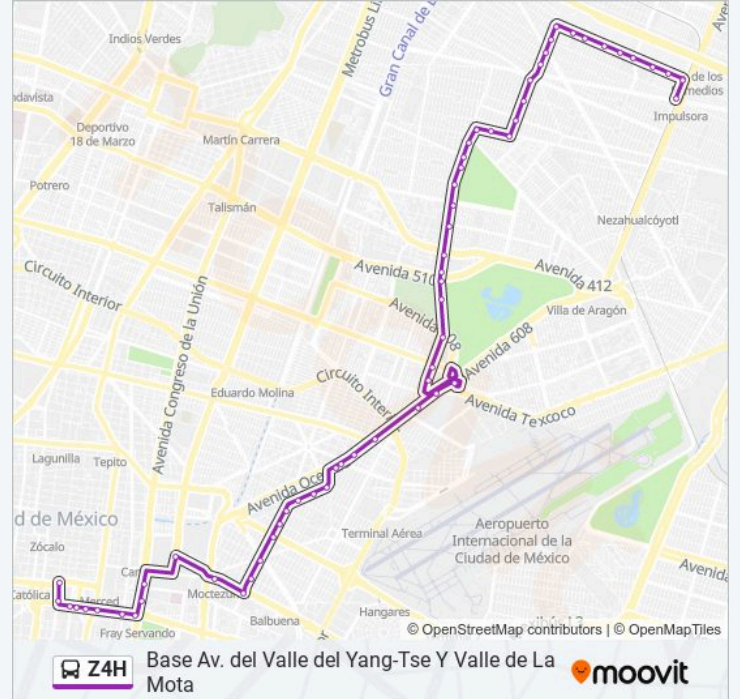 Indios Verdes
Metrobus Lí
Gran Canal de
Deportivo
18 de Marzo
Martín Carrera
de los
medios
Impulsora
Potrero
Talismán
Nezahualcóyotl
Circuito Interior
Avenida 510
Avenida 412
Villa de Aragón
Avenida Congreso de la Unión
Avenida 608
Eduardo Molina
Circuito Inter
Avenida Texcoco
Lagunilla
Tepito
Avenida Oce
d de México
Zócalo
Terminal Aérea
Aeropuerto
Internacional de la
Ciudad de México
Avenida
Católica
Merced
Moctezu
Balbuena
Hangares
Fray Servando
© OpenStreetMap contributors | © OpenMapTiles
Z4H
Base Av. del Valle del Yang-Tse Y Valle de La
Mota
moovit